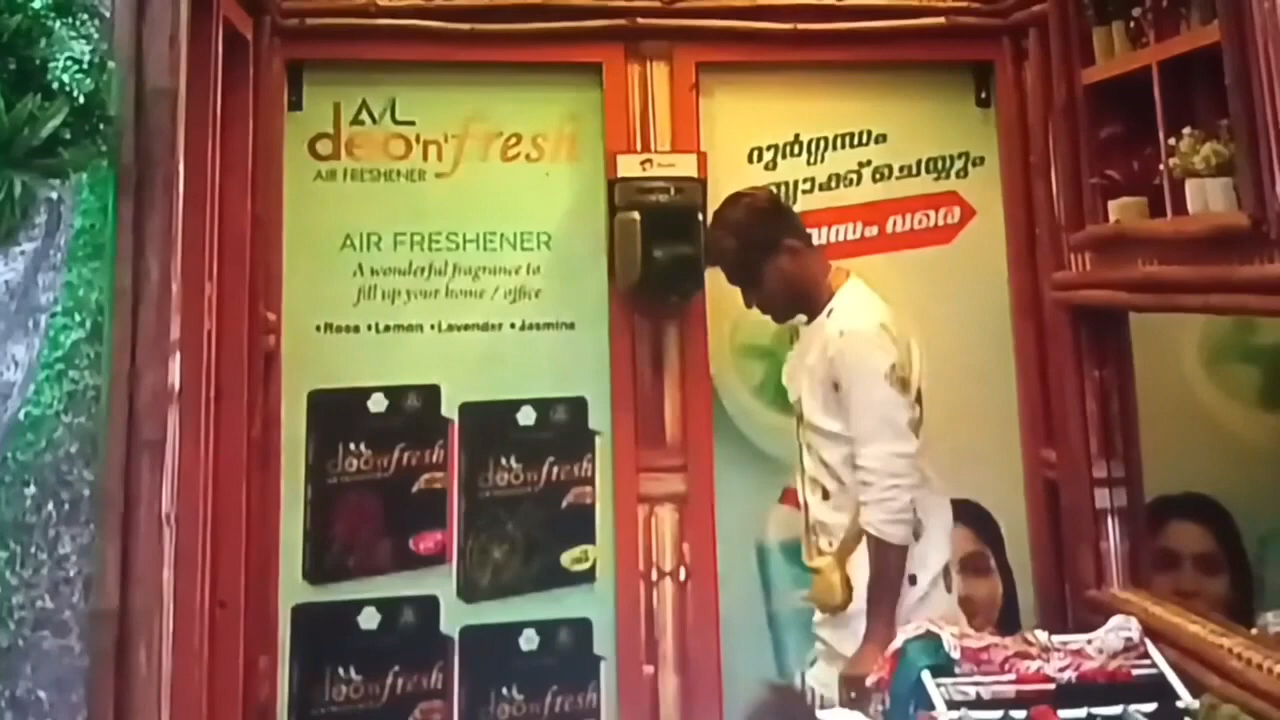 AVL
deo'n'fresh
AIR FRESHENER
AIR FRESHENER
A wonderful fragrance to
fill up your home / office
•Rose •Lemon •Lavender •Jasmine
ദുർഗ്ഗന്ധം
ബ്ലോക്ക് ചെയ്യും
വരെ
deo'n'fresh
deo'n'fresh
deo'n'fresh
deo'n'fresh